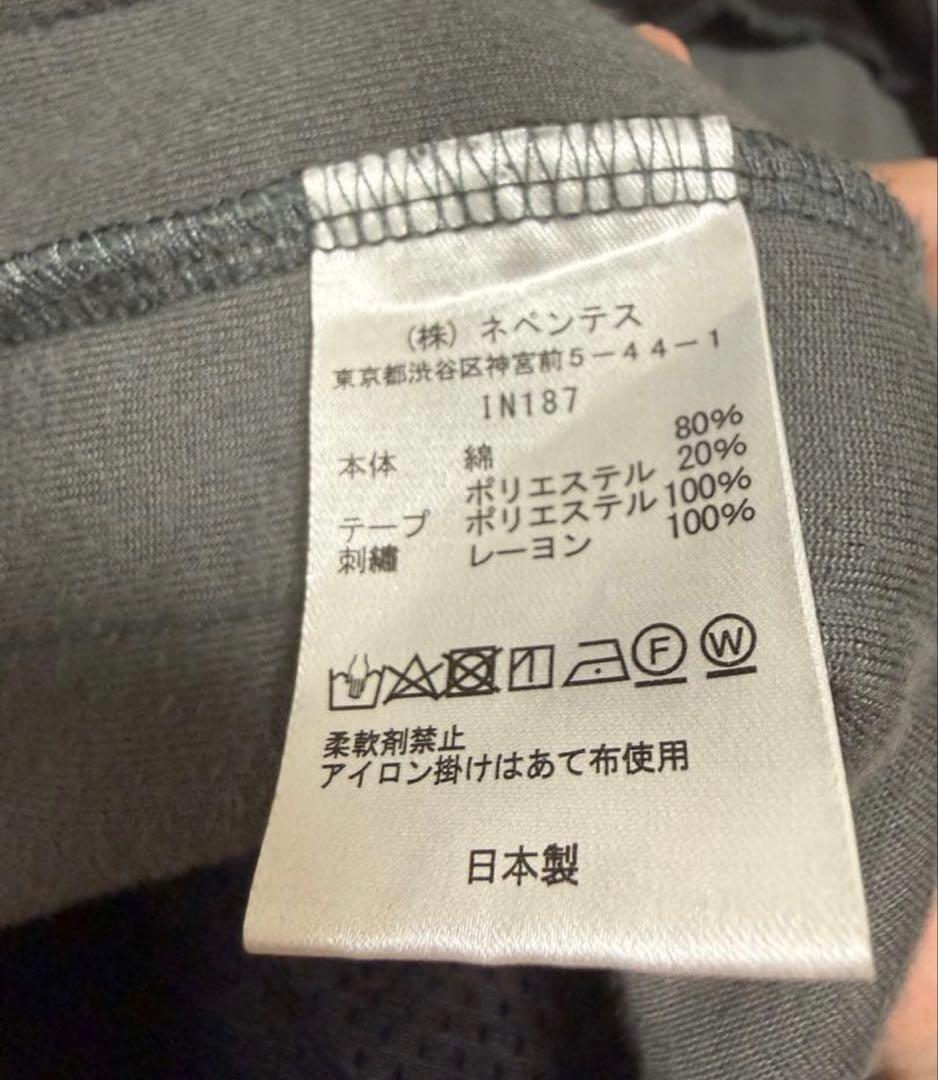 (株) ネペンテス
東京都渋谷区神宮前5-44-1
IN187
本体 綿 80%
ポリエステル 20%
テープ ポリエステル 100%
刺繍 レーヨン 100%
F W
柔軟剤禁止
アイロン掛けはあて布使用
日本製